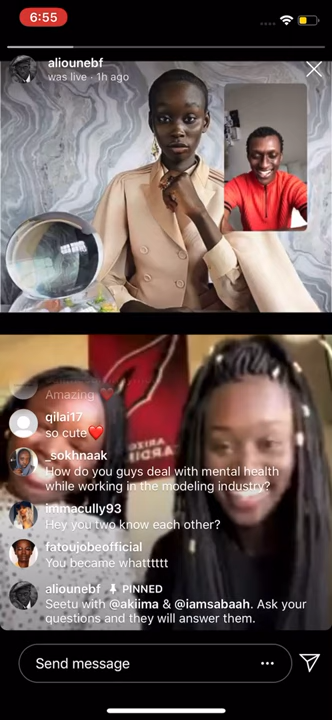 6:55
aliounebf
was live · 1h ago
Amazing
qilai17
so cute❤️
_sokhnaak
How do you guys deal with mental health
while working in the modeling industry?
immacully93
Hey you two know each other?
fatoujobeofficial
You became whatttttt
aliounebf PINNED
Seetu with @akiima & @iamsabaah. Ask your
questions and they will answer them.
Send message